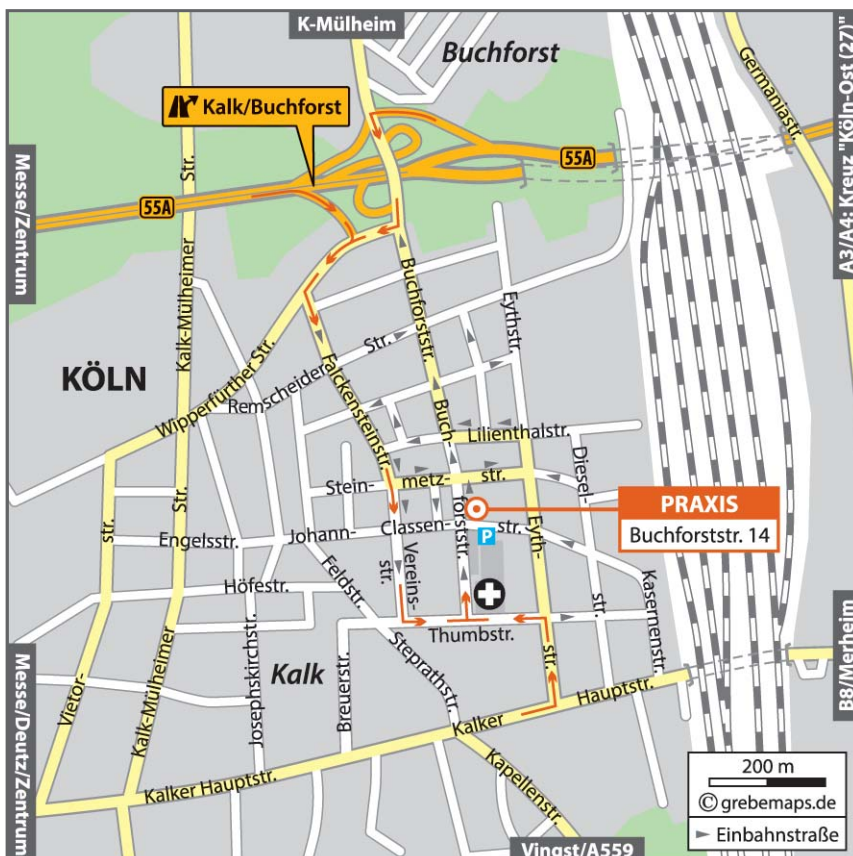 K-Mülheim
Buchforst
A3/A4: Kreuz "Köln-Ost (27)"
Germaniastr.
Kalk/Buchforst
Messe/Zentrum
Kalk-Mülheimer
Str.
55A
55A
Buchforststr.
Eythstr.
KÖLN
Wipperfürther Str.
Remscheider
Str.
Falckensteinstr.
Buch-
forststr.
Lilienthalstr.
Stein-
metz-
str.
Diesel-
str.
PRAXIS
Buchforststr. 14
P
Johann-
Classen-
str.
Engelsstr.
Eyth-
str.
Vereins-
str.
Feldstr.
Höfestr.
Kasernenstr.
Thumbstr.
Kalk
Josephskirchstr.
Breuerstr.
Steprathstr.
Vietor-
str.
Kalk-Mülheimer
Str.
Kalker
Hauptstr.
B8/Merheim
Messe/Deutz/Zentrum
Kalker Hauptstr.
Kapellenstr.
200 m
© grebemaps.de
Einbahnstraße
Vingst/A559